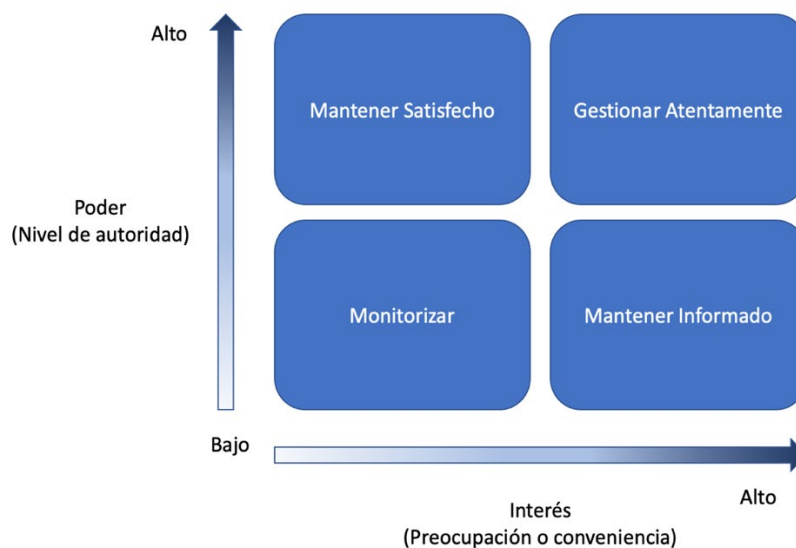 Alto
Mantener Satisfecho
Gestionar Atentamente
Poder
(Nivel de autoridad)
Monitorizar
Mantener Informado
Bajo
Alto
Interés
(Preocupación o conveniencia)